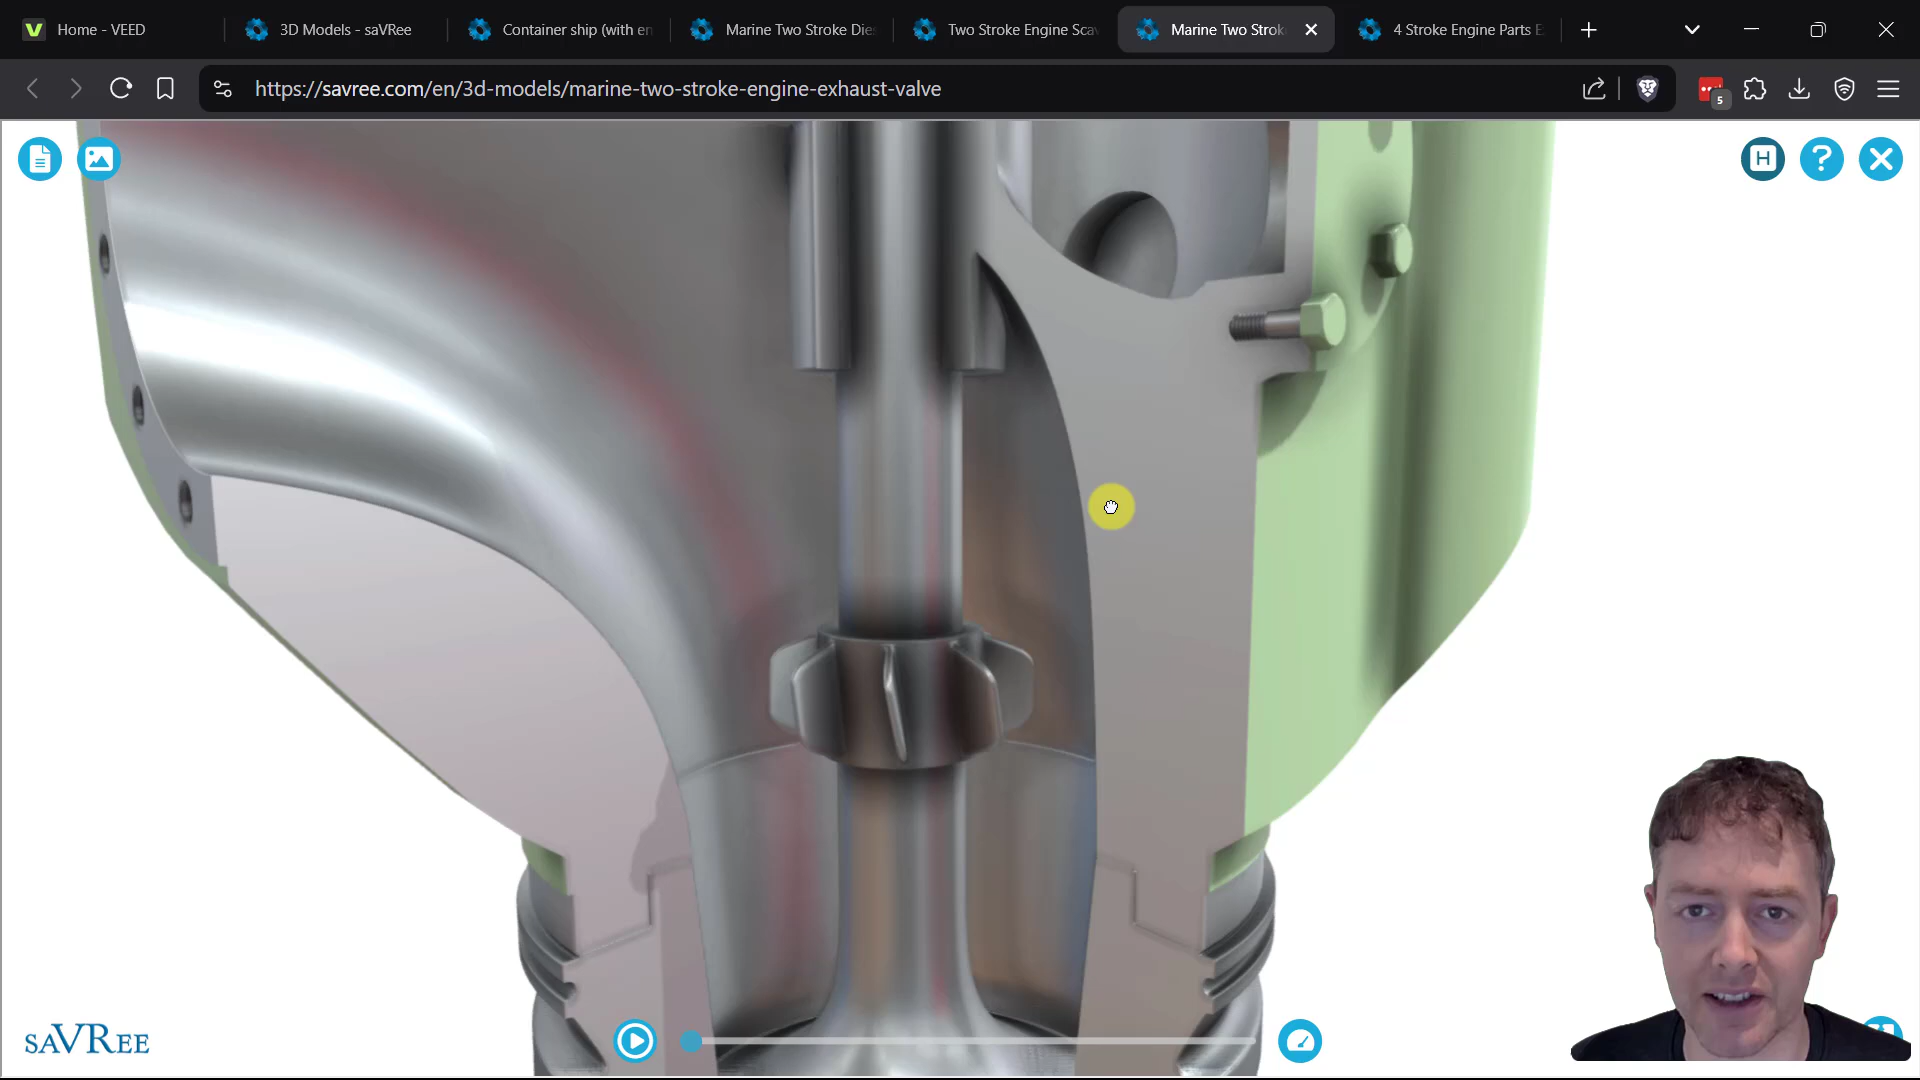 Home - VEED
3D Models - saVRee
Container ship (with en
Marine Two Stroke Die
Two Stroke Engine Sca
Marine Two Strok
4 Stroke Engine Parts E
https://savree.com/en/3d-models/marine-two-stroke-engine-exhaust-valve
5
H
?
saVRee